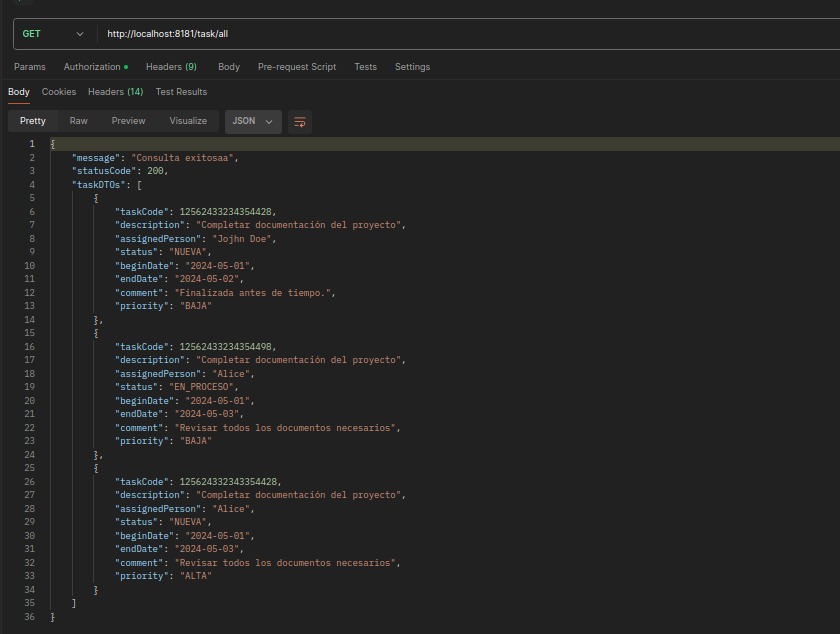 GET http://localhost:8181/task/all
Params Authorization Headers (9) Body Pre-request Script Tests Settings
Body Cookies Headers (14) Test Results
Pretty Raw Preview Visualize JSON
1 {
2 "message": "Consulta exitosaa",
3 "statusCode": 200,
4 "taskDTOs": [
5 {
6 "taskCode": 12562433234354428,
7 "description": "Completar documentación del proyecto",
8 "assignedPerson": "Jojhn Doe",
9 "status": "NUEVA",
10 "beginDate": "2024-05-01",
11 "endDate": "2024-05-02",
12 "comment": "Finalizada antes de tiempo.",
13 "priority": "BAJA"
14 },
15 {
16 "taskCode": 12562433234354498,
17 "description": "Completar documentación del proyecto",
18 "assignedPerson": "Alice",
19 "status": "EN_PROCESO",
20 "beginDate": "2024-05-01",
21 "endDate": "2024-05-03",
22 "comment": "Revisar todos los documentos necesarios",
23 "priority": "BAJA"
24 },
25 {
26 "taskCode": 125624332343354428,
27 "description": "Completar documentación del proyecto",
28 "assignedPerson": "Alice",
29 "status": "NUEVA",
30 "beginDate": "2024-05-01",
31 "endDate": "2024-05-03",
32 "comment": "Revisar todos los documentos necesarios",
33 "priority": "ALTA"
34 }
35 ]
36 }